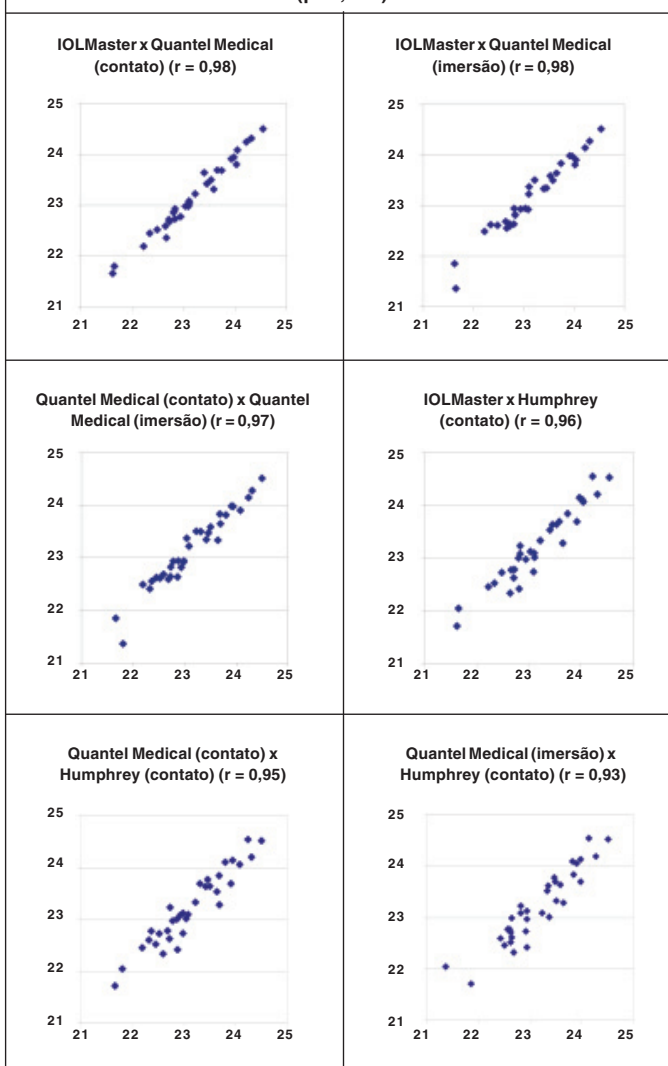 IOLMaster x Quantel Medical
(contato) (r = 0,98)
25
24
23
22
21
21 22 23 24 25
IOLMaster x Quantel Medical
(imersão) (r = 0,98)
25
24
23
22
21
21 22 23 24 25
Quantel Medical (contato) x Quantel
Medical (imersão) (r = 0,97)
25
24
23
22
21
21 22 23 24 25
IOLMaster x Humphrey
(contato) (r = 0,96)
25
24
23
22
21
21 22 23 24 25
Quantel Medical (contato) x
Humphrey (contato) (r = 0,95)
25
24
23
22
21
21 22 23 24 25
Quantel Medical (imersão) x
Humphrey (contato) (r = 0,93)
25
24
23
22
21
21 22 23 24 25